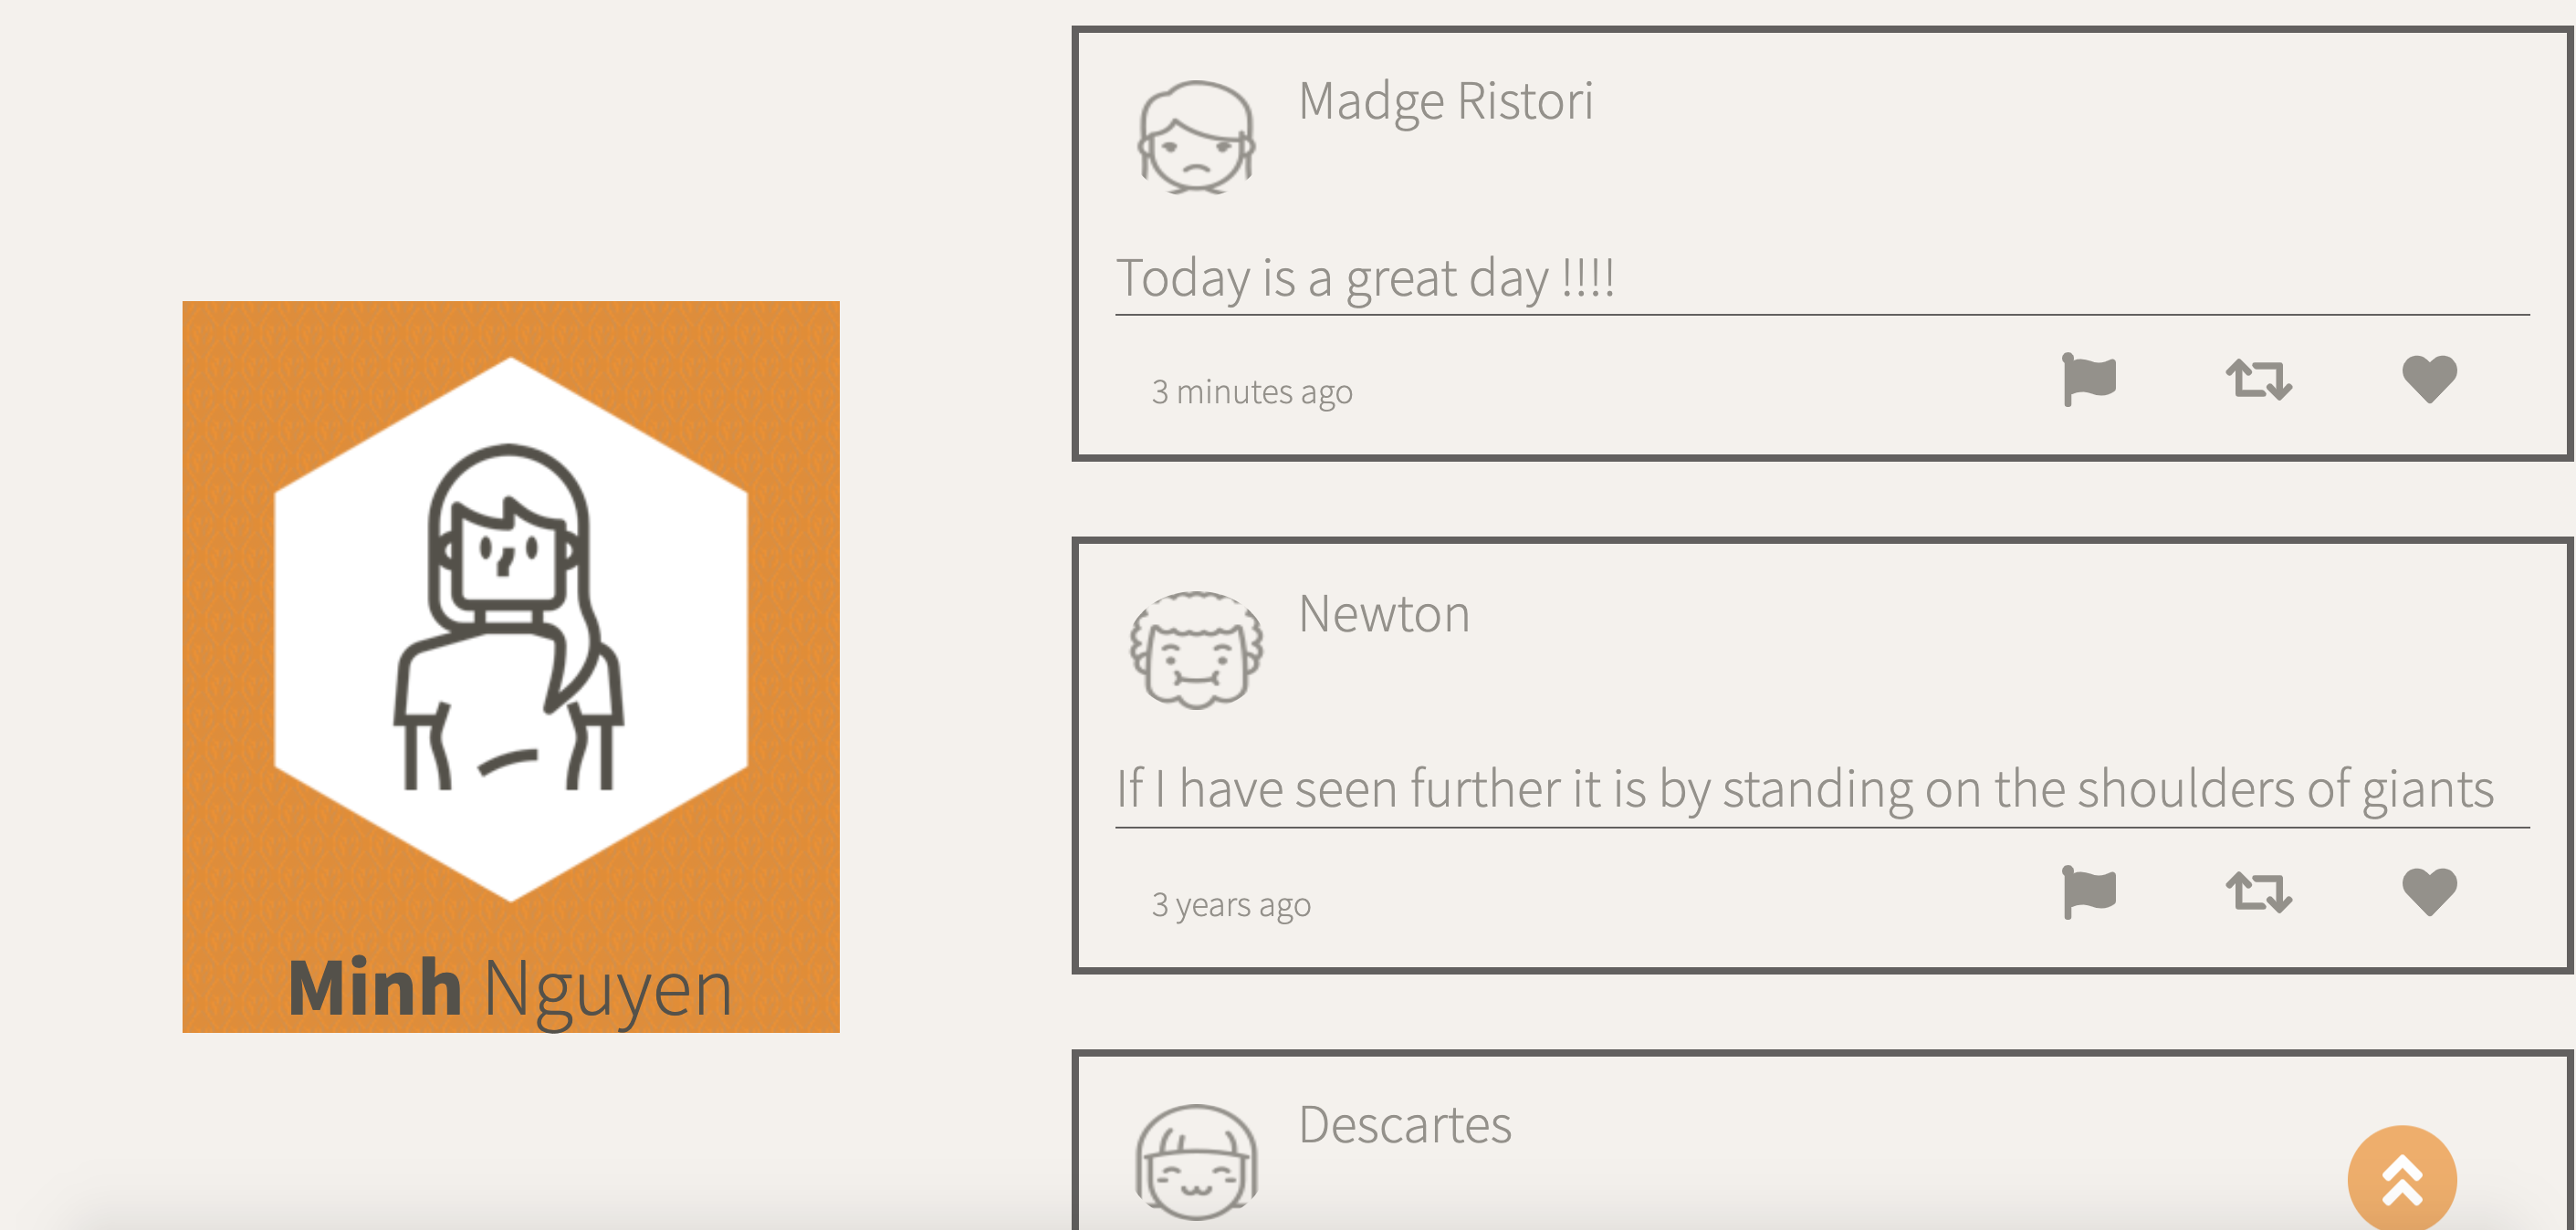 Minh Nguyen
Madge Ristori
Today is a great day !!!!
3 minutes ago
Newton
If I have seen further it is by standing on the shoulders of giants
3 years ago
Descartes